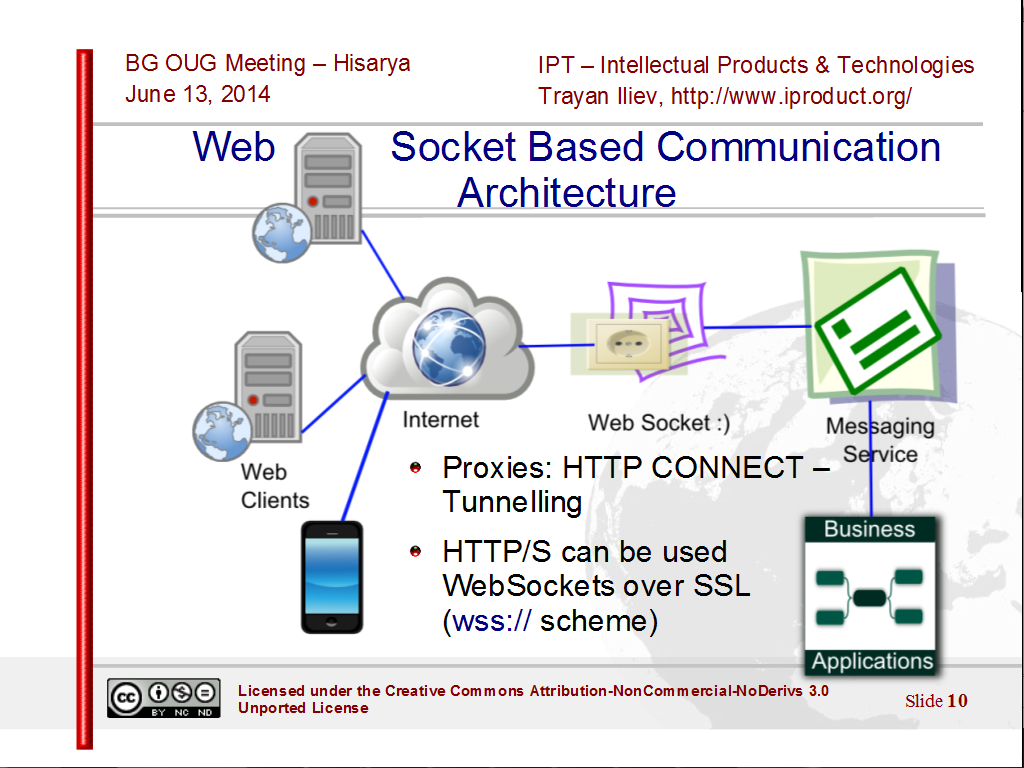 BG OUG Meeting – Hisarya
June 13, 2014
IPT – Intellectual Products & Technologies
Trayan Iliev, http://www.iproduct.org/
Web Socket Based Communication
Architecture
Internet
Web Socket :)
Messaging
Service
Web
Clients
Proxies: HTTP CONNECT –
Tunnelling
HTTP/S can be used
WebSockets over SSL
(wss:// scheme)
Business
Applications
cc
BY NC ND
Licensed under the Creative Commons Attribution-NonCommercial-NoDerivs 3.0
Unported License
Slide 10